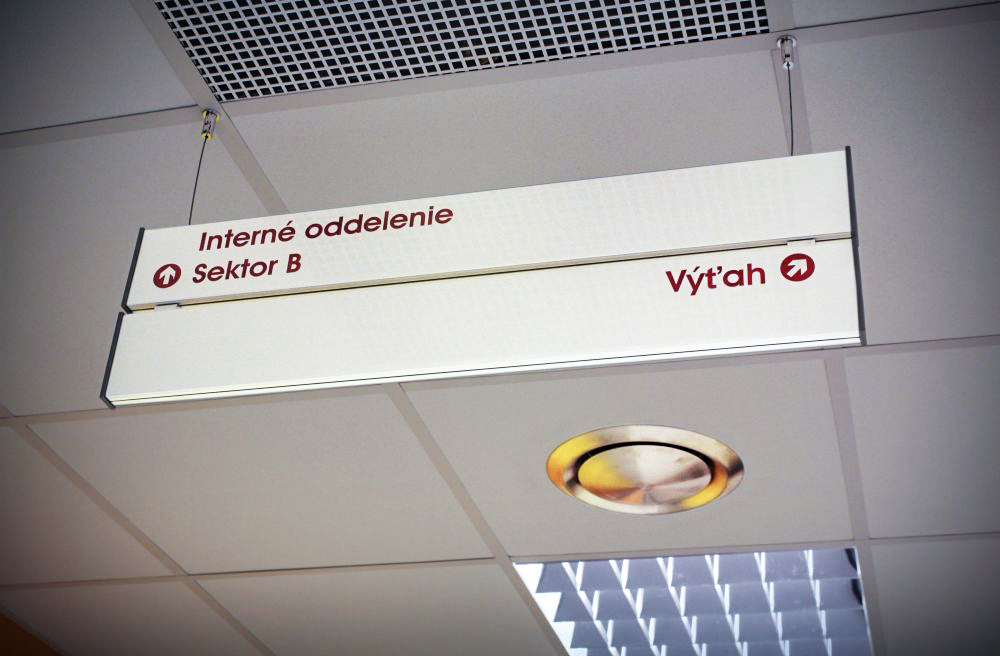 Interné oddelenie
Sektor B
Výťah